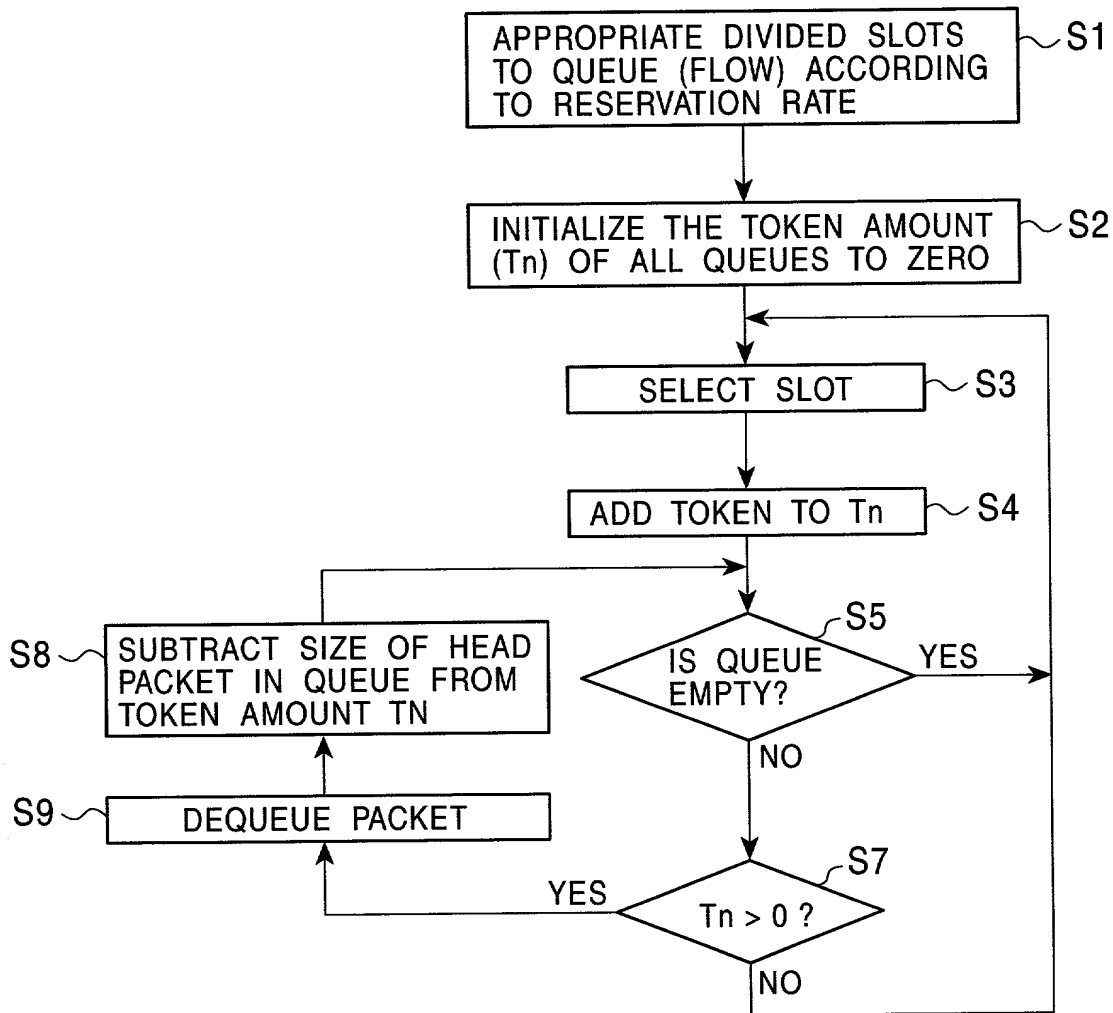 APPROPRIATE DIVIDED SLOTS
TO QUEUE (FLOW) ACCORDING
TO RESERVATION RATE
S1
INITIALIZE THE TOKEN AMOUNT
(Tn) OF ALL QUEUES TO ZERO
S2
SELECT SLOT
S3
ADD TOKEN TO Tn
S4
S5
IS QUEUE
EMPTY?
YES
NO
S8
SUBTRACT SIZE OF HEAD
PACKET IN QUEUE FROM
TOKEN AMOUNT TN
S9
DEQUEUE PACKET
S7
Tn > 0 ?
YES
NO